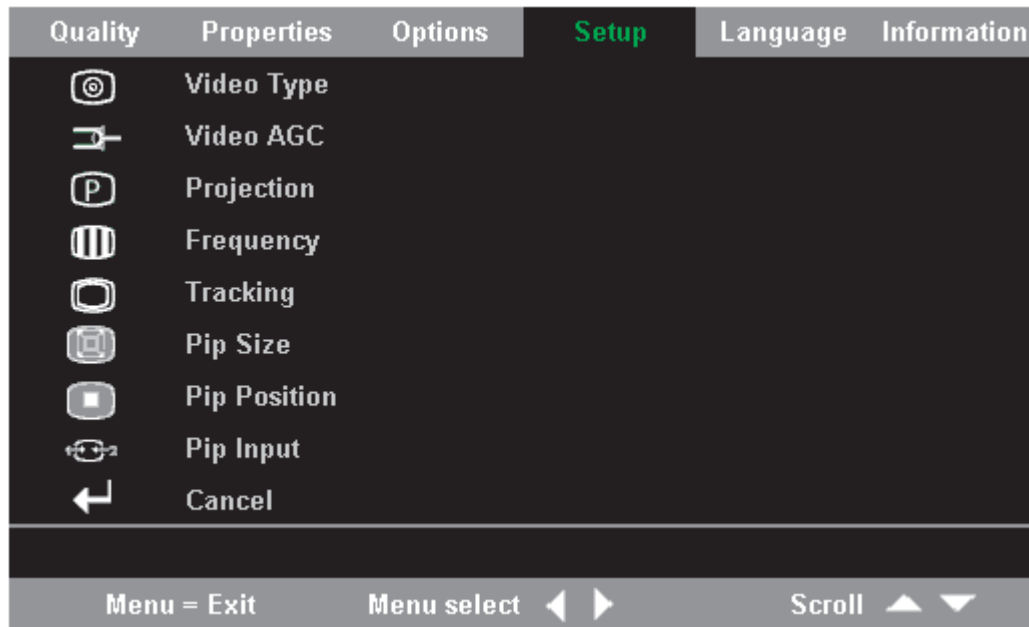 Quality Properties Options Setup Language Information
Video Type
Video AGC
P Projection
Frequency
Tracking
Pip Size
Pip Position
Pip Input
Cancel
Menu = Exit Menu select Scroll